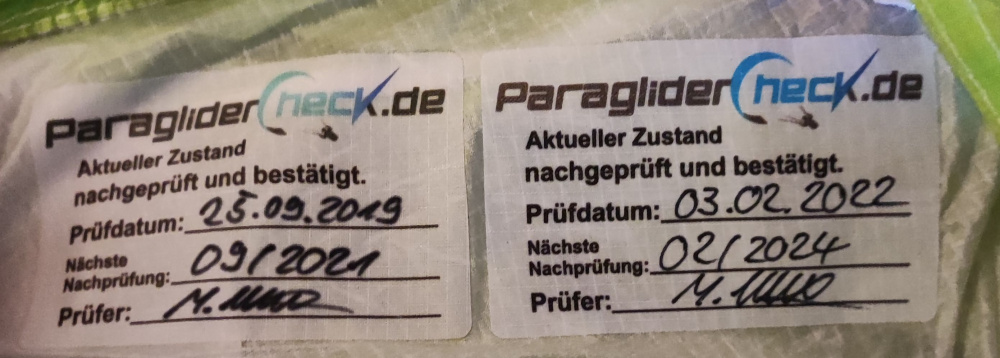 ParagliderCheck.de
Aktueller Zustand
nachgeprüft und bestätigt.
Prüfdatum: 25.09.2019
Nächste
Nachprüfung: 09/2021
Prüfer:
ParagliderCheck.de
Aktueller Zustand
nachgeprüft und bestätigt.
Prüfdatum: 03.02.2022
Nächste
Nachprüfung: 02/2024
Prüfer: